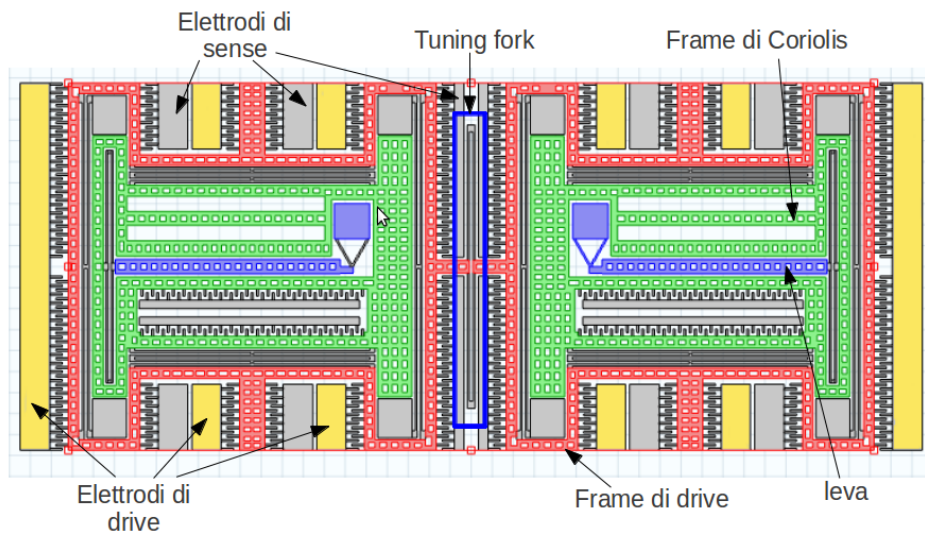 Elettrodi di
sense
Tuning fork
Frame di Coriolis
Elettrodi di
drive
Frame di drive
leva